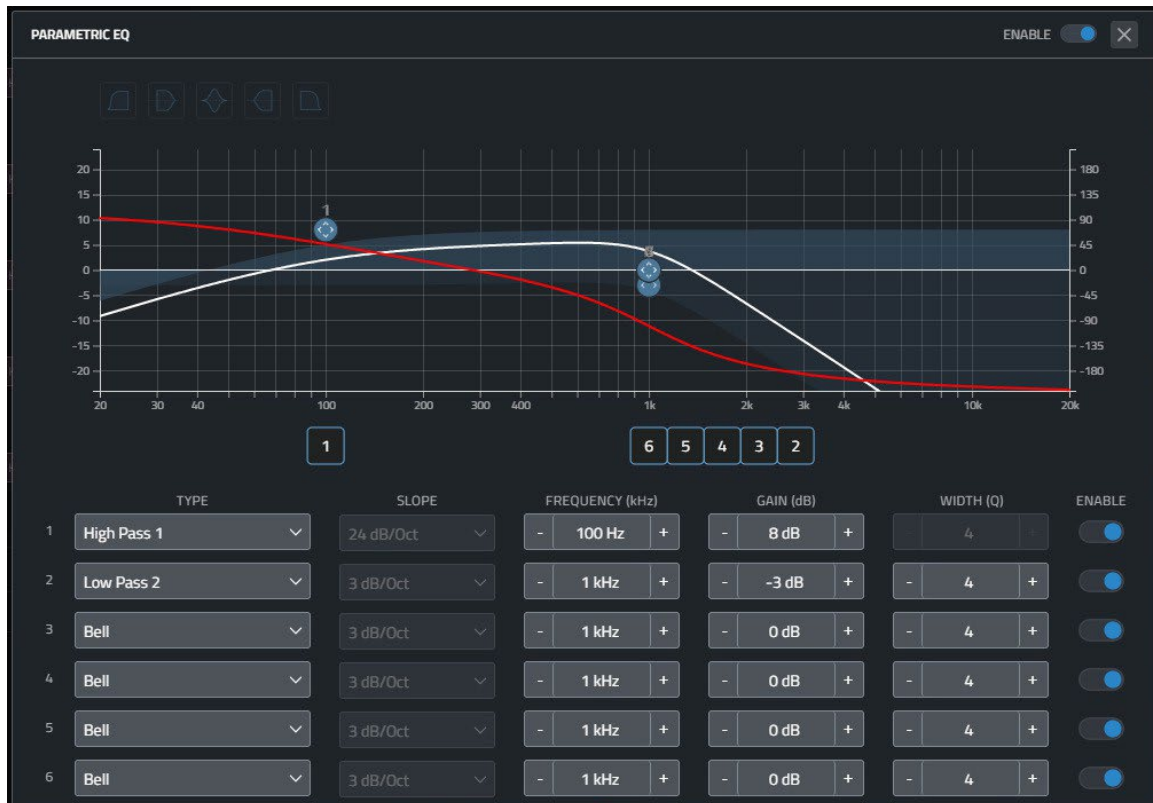 PARAMETRIC EQ ENABLE
20 180
15 135
10 90
5 45
0 0
-5 -45
-10 -90
-15 -135
-20 -180
20 30 40 100 200 300 400 1k 2k 3k 4k 10k 20k
1
1 6 5 4 3 2
TYPE SLOPE FREQUENCY (kHz) GAIN (dB) WIDTH (Q) ENABLE
1 High Pass 1 24 dB/Oct - 100 Hz + - 8 dB + - 4 +
2 Low Pass 2 3 dB/Oct - 1 kHz + - -3 dB + - 4 +
3 Bell 3 dB/Oct - 1 kHz + - 0 dB + - 4 +
4 Bell 3 dB/Oct - 1 kHz + - 0 dB + - 4 +
5 Bell 3 dB/Oct - 1 kHz + - 0 dB + - 4 +
6 Bell 3 dB/Oct - 1 kHz + - 0 dB + - 4 +